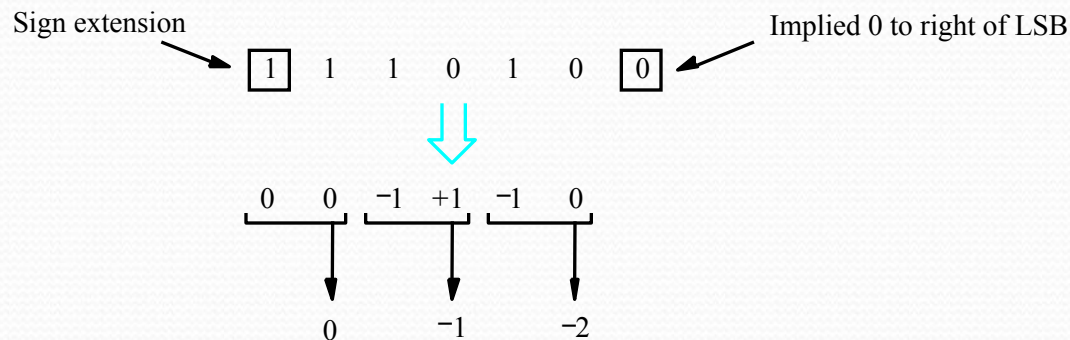 Sign extension
Implied 0 to right of LSB
1 1 1 0 1 0 0
0 0 −1 +1 −1 0
0 −1 −2